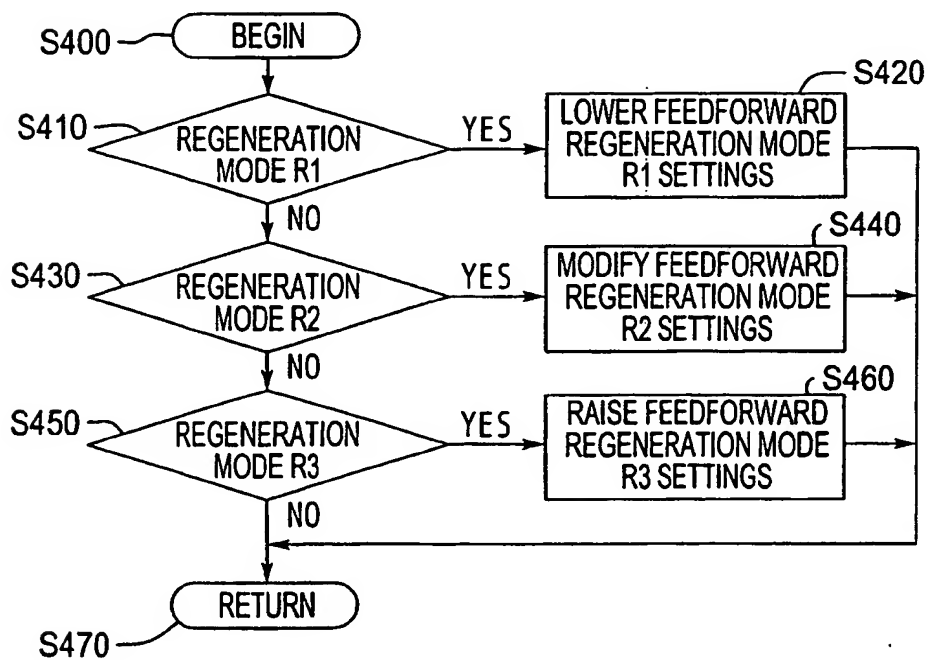 S400
BEGIN
S410
REGENERATION
MODE R1
YES
S420
LOWER FEEDFORWARD
REGENERATION MODE
R1 SETTINGS
NO
S430
REGENERATION
MODE R2
YES
S440
MODIFY FEEDFORWARD
REGENERATION MODE
R2 SETTINGS
NO
S450
REGENERATION
MODE R3
YES
S460
RAISE FEEDFORWARD
REGENERATION MODE
R3 SETTINGS
NO
RETURN
S470